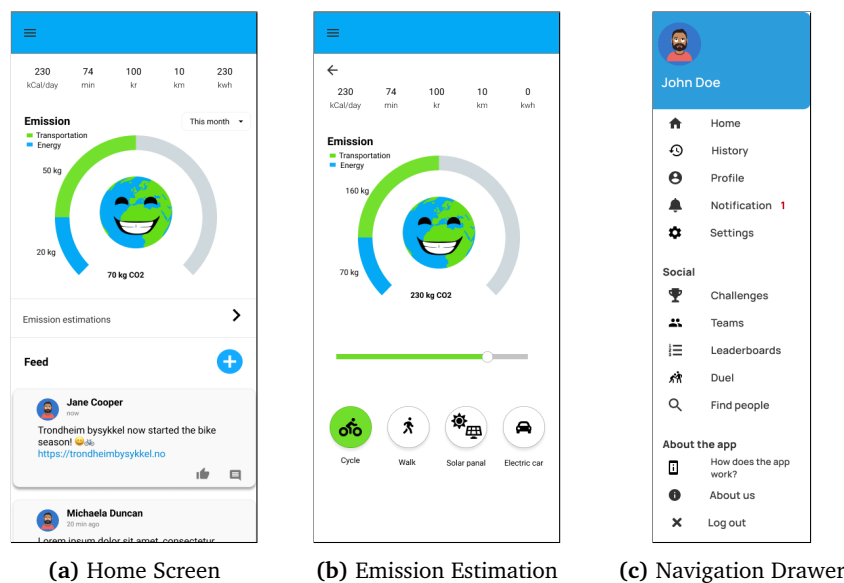 230 74 100 10 230
kCal/day min kr km kwh
Emission
This month
Transportation
Energy
50 kg
20 kg
70 kg CO2
Emission estimations
Feed
Jane Cooper
now
Trondheim bysykkel now started the bike
season! 😀🚲
https://trondheimbysykkel.no
Michaela Duncan
20 min ago
Lorem ipsum dolor sit amet, consectetur
(a) Home Screen
230 74 100 10 0
kCal/day min kr km kwh
Emission
Transportation
Energy
160 kg
70 kg
230 kg CO2
Cycle Walk Solar panal Electric car
(b) Emission Estimation
John Doe
Home
History
Profile
Notification 1
Settings
Social
Challenges
Teams
Leaderboards
Duel
Find people
About the app
How does the app
work?
About us
Log out
(c) Navigation Drawer